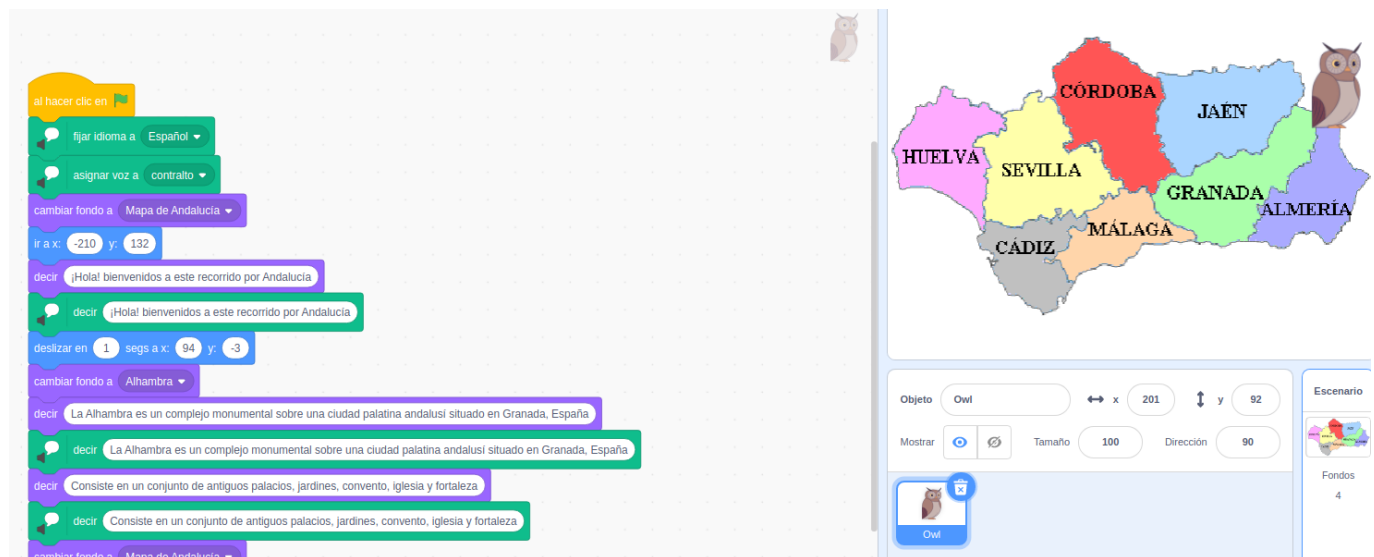 al hacer clic en
fijar idioma a Español
asignar voz a contralto
cambiar fondo a Mapa de Andalucía
ir a x: -210 y: 132
decir ¡Hola! bienvenidos a este recorrido por Andalucía
decir ¡Hola! bienvenidos a este recorrido por Andalucía
deslizar en 1 segs a x: 94 y: -3
cambiar fondo a Alhambra
decir La Alhambra es un complejo monumental sobre una ciudad palatina andalusí situado en Granada, España
decir La Alhambra es un complejo monumental sobre una ciudad palatina andalusí situado en Granada, España
decir Consiste en un conjunto de antiguos palacios, jardines, convento, iglesia y fortaleza
decir Consiste en un conjunto de antiguos palacios, jardines, convento, iglesia y fortaleza
cambiar fondo a Mapa de Andalucía
CÓRDOBA
JAÉN
HUELVA
SEVILLA
GRANADA
ALMERÍA
MÁLAGA
CÁDIZ
Objeto Owl x 201 y 92
Mostrar Tamaño 100 Dirección 90
Owl
Escenario
Fondos
4